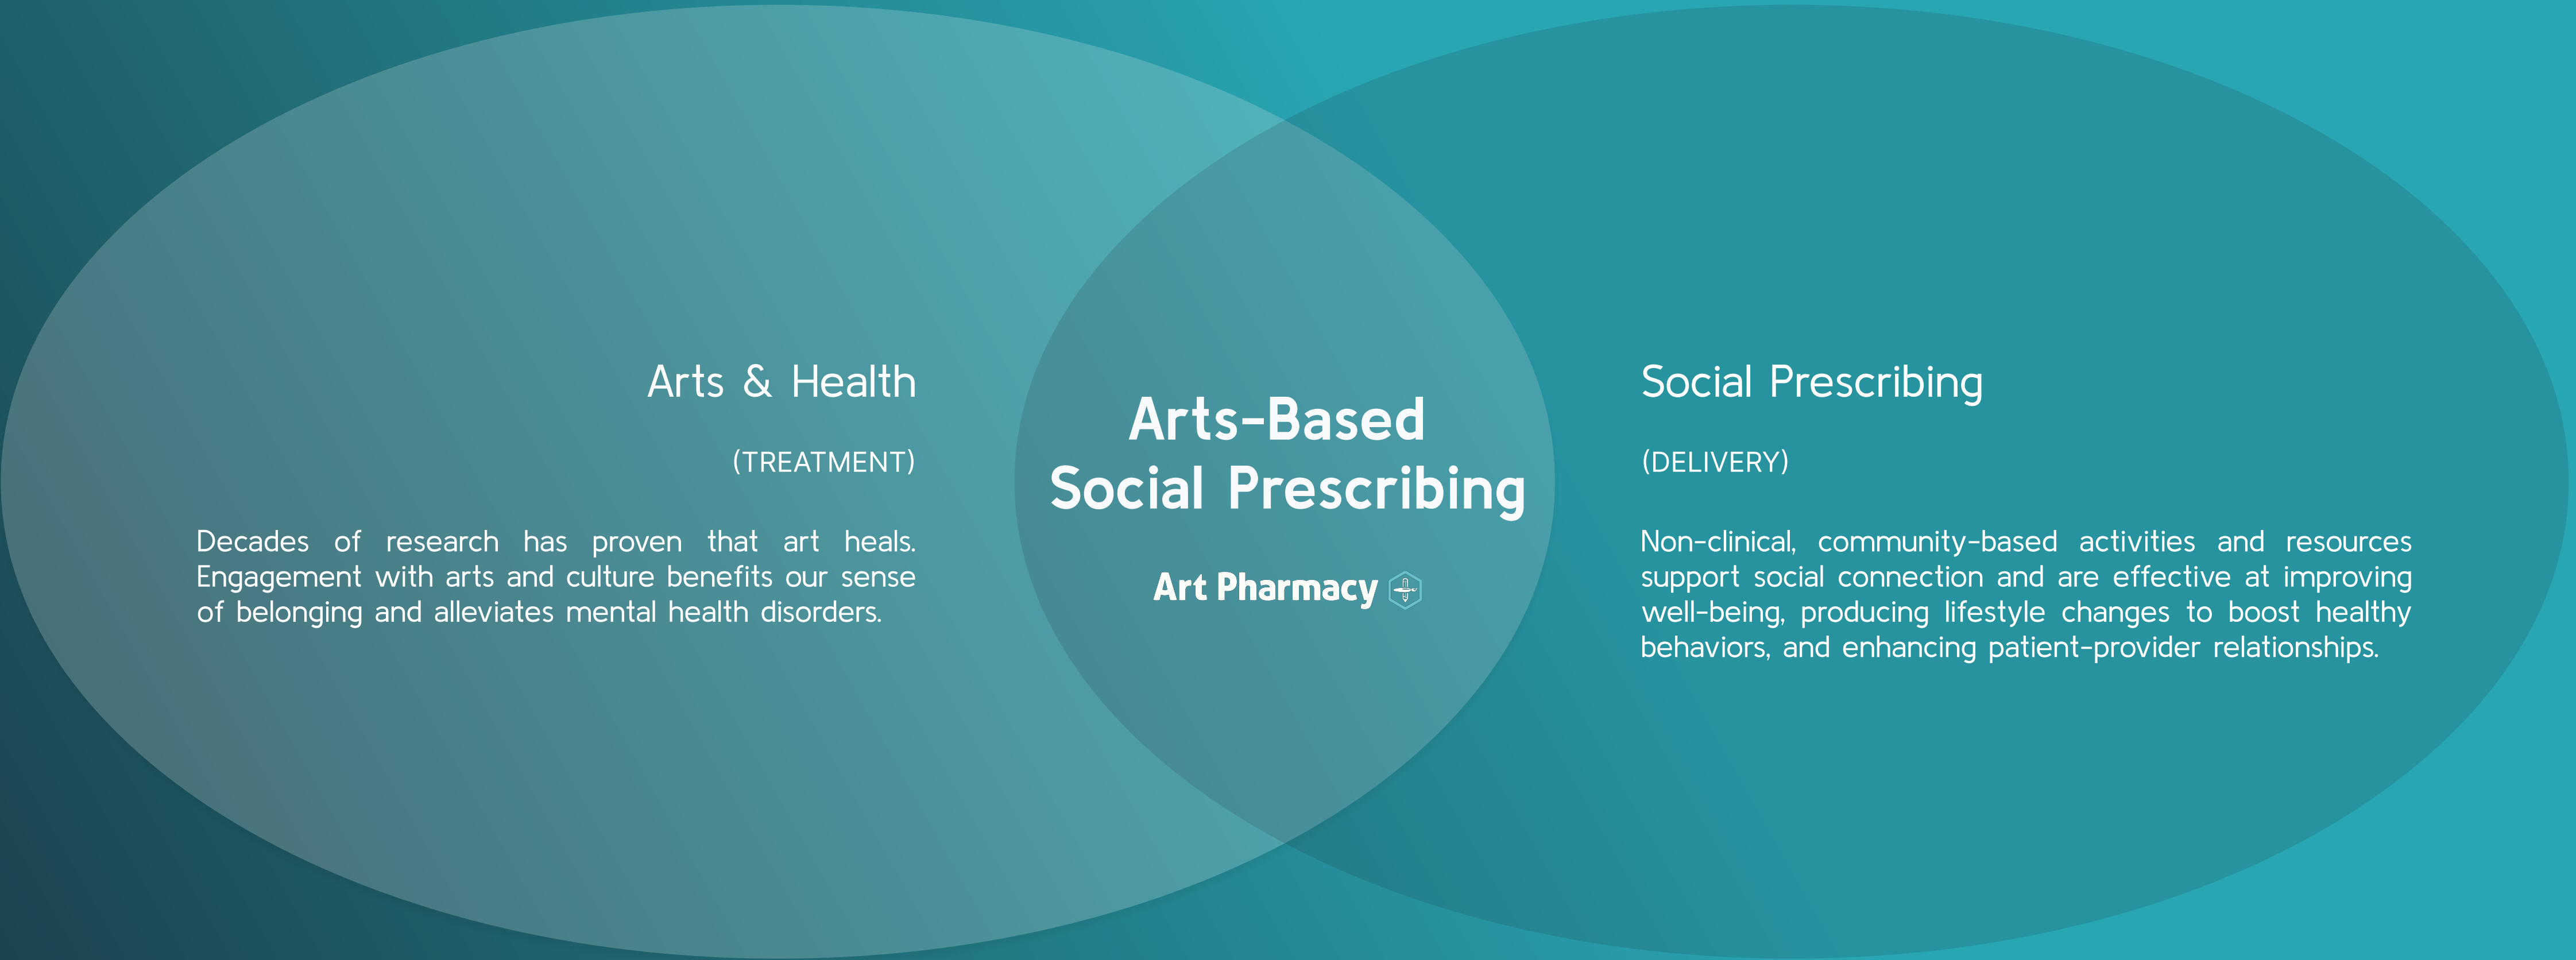 Arts & Health
(TREATMENT)
Decades of research has proven that art heals.
Engagement with arts and culture benefits our sense
of belonging and alleviates mental health disorders.
Arts-Based
Social Prescribing
Art Pharmacy
Social Prescribing
(DELIVERY)
Non-clinical, community-based activities and resources
support social connection and are effective at improving
well-being, producing lifestyle changes to boost healthy
behaviors, and enhancing patient-provider relationships.